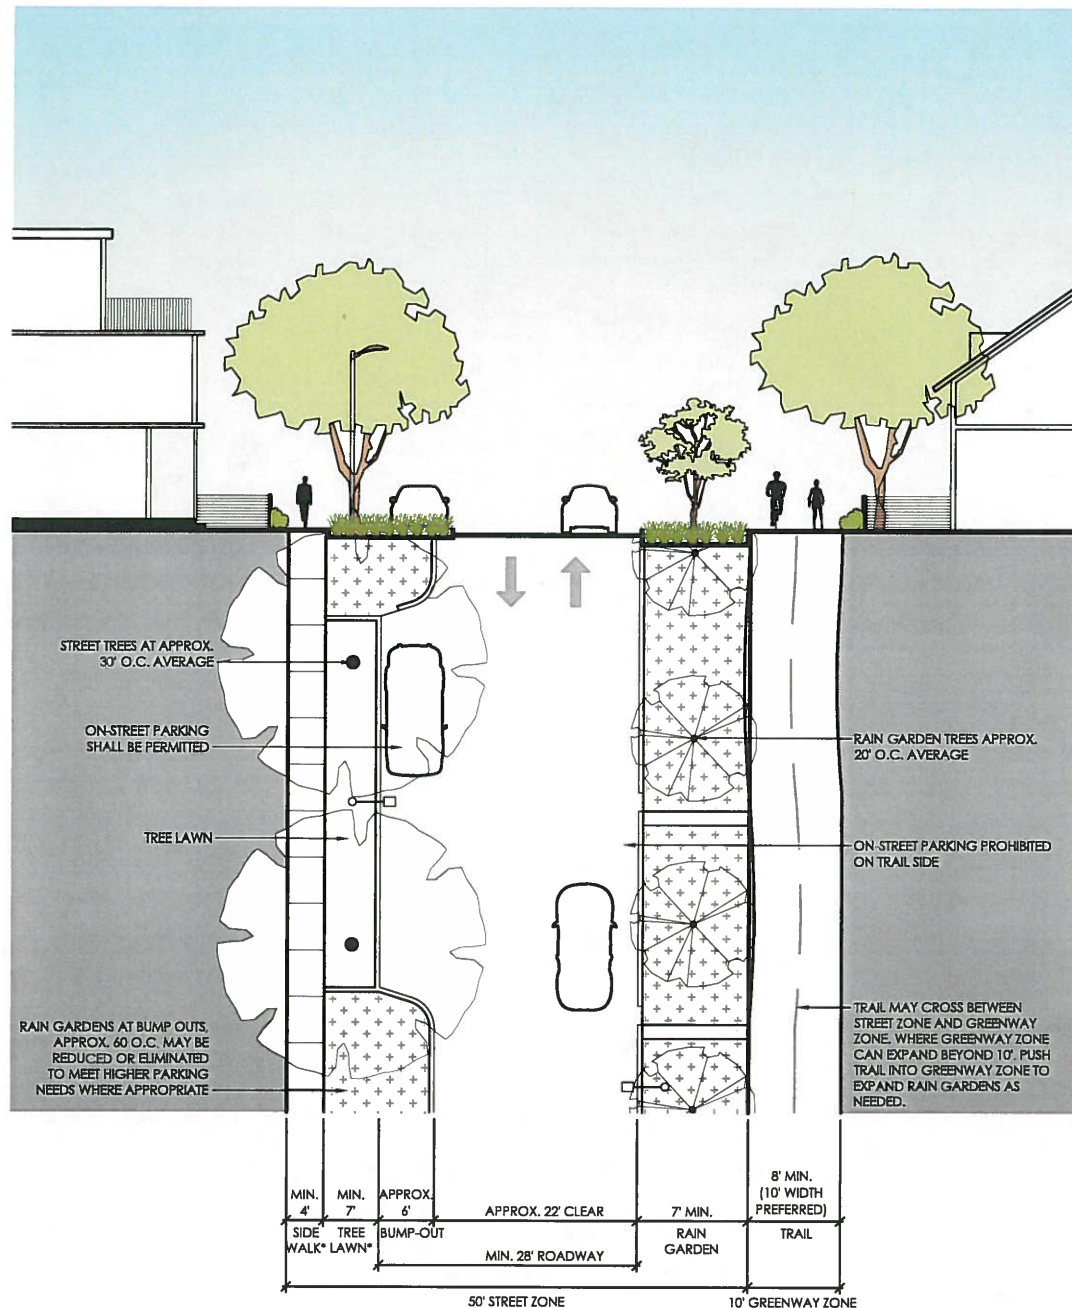 STREET TREES AT APPROX.
30' O.C. AVERAGE
ON-STREET PARKING
SHALL BE PERMITTED
TREE LAWN
RAIN GARDENS AT BUMP OUTS,
APPROX. 60 O.C. MAY BE
REDUCED OR ELIMINATED
TO MEET HIGHER PARKING
NEEDS WHERE APPROPRIATE
RAIN GARDEN TREES APPROX.
20' O.C. AVERAGE
ON-STREET PARKING PROHIBITED
ON TRAIL SIDE
TRAIL MAY CROSS BETWEEN
STREET ZONE AND GREENWAY
ZONE. WHERE GREENWAY ZONE
CAN EXPAND BEYOND 10'. PUSH
TRAIL INTO GREENWAY ZONE TO
EXPAND RAIN GARDENS AS
NEEDED.
MIN.
4'
SIDE
WALK*
MIN.
7'
TREE
LAWN*
APPROX.
6'
BUMP-OUT
APPROX. 22' CLEAR
7' MIN.
RAIN
GARDEN
8' MIN.
(10' WIDTH
PREFERRED)
TRAIL
MIN. 28' ROADWAY
50' STREET ZONE
10' GREENWAY ZONE